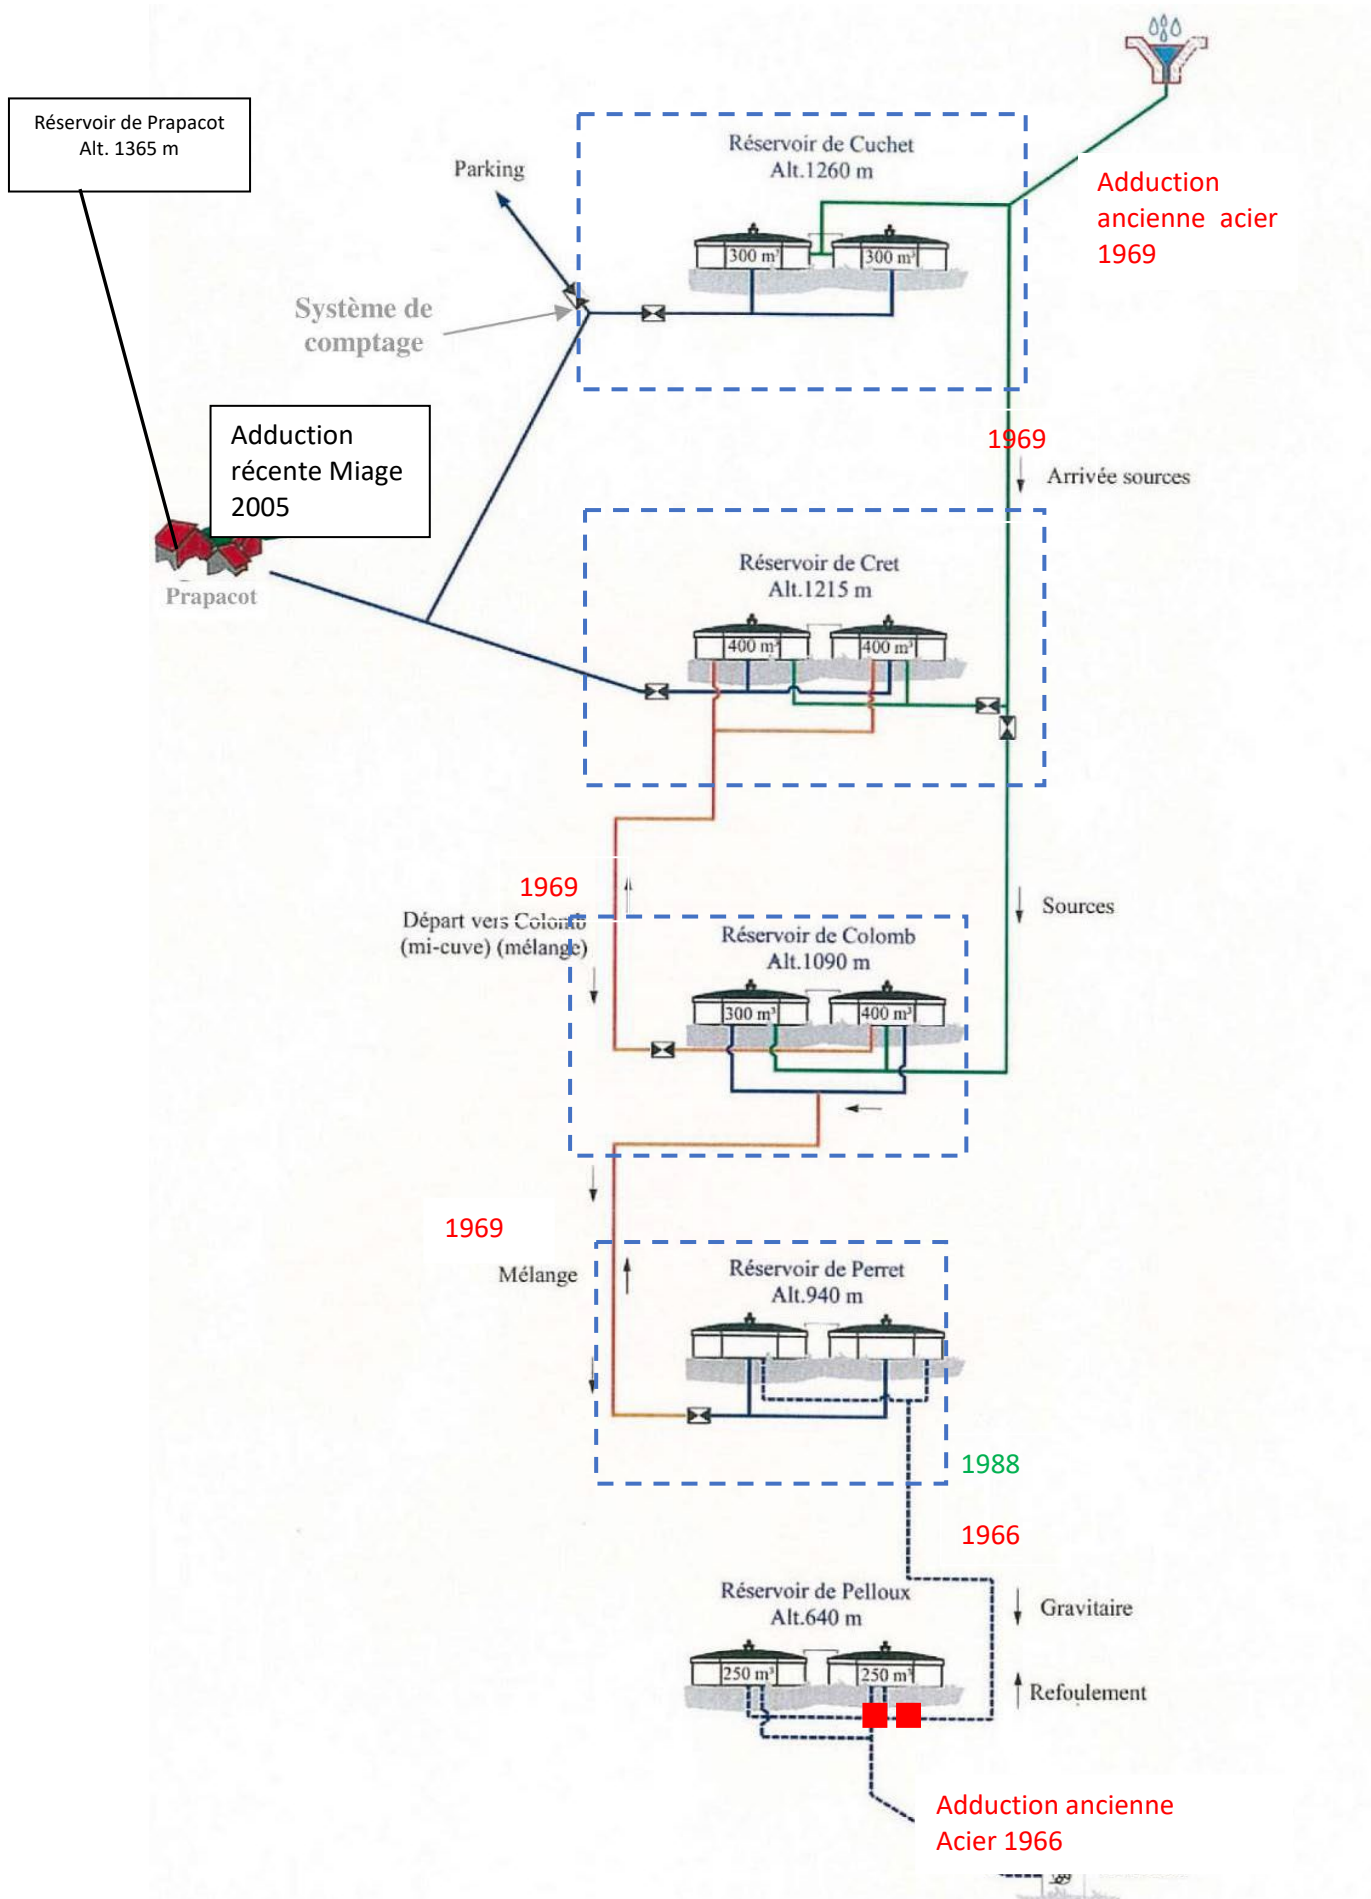 Réservoir de Prapacot
Alt. 1365 m
Réservoir de Cuchet
Alt.1260 m
Parking
Adduction
ancienne acier
1969
300 m³
300 m³
Système de
comptage
Adduction
récente Miage
2005
1969
Arrivée sources
Prapacot
Réservoir de Cret
Alt.1215 m
400 m³
400 m³
1969
Départ vers Colomb
(mi-cuve) (mélange)
Sources
Réservoir de Colomb
Alt.1090 m
300 m³
400 m³
1969
Mélange
Réservoir de Perret
Alt.940 m
1988
1966
Réservoir de Pelloux
Alt.640 m
Gravitaire
250 m³
250 m³
Refoulement
Adduction ancienne
Acier 1966